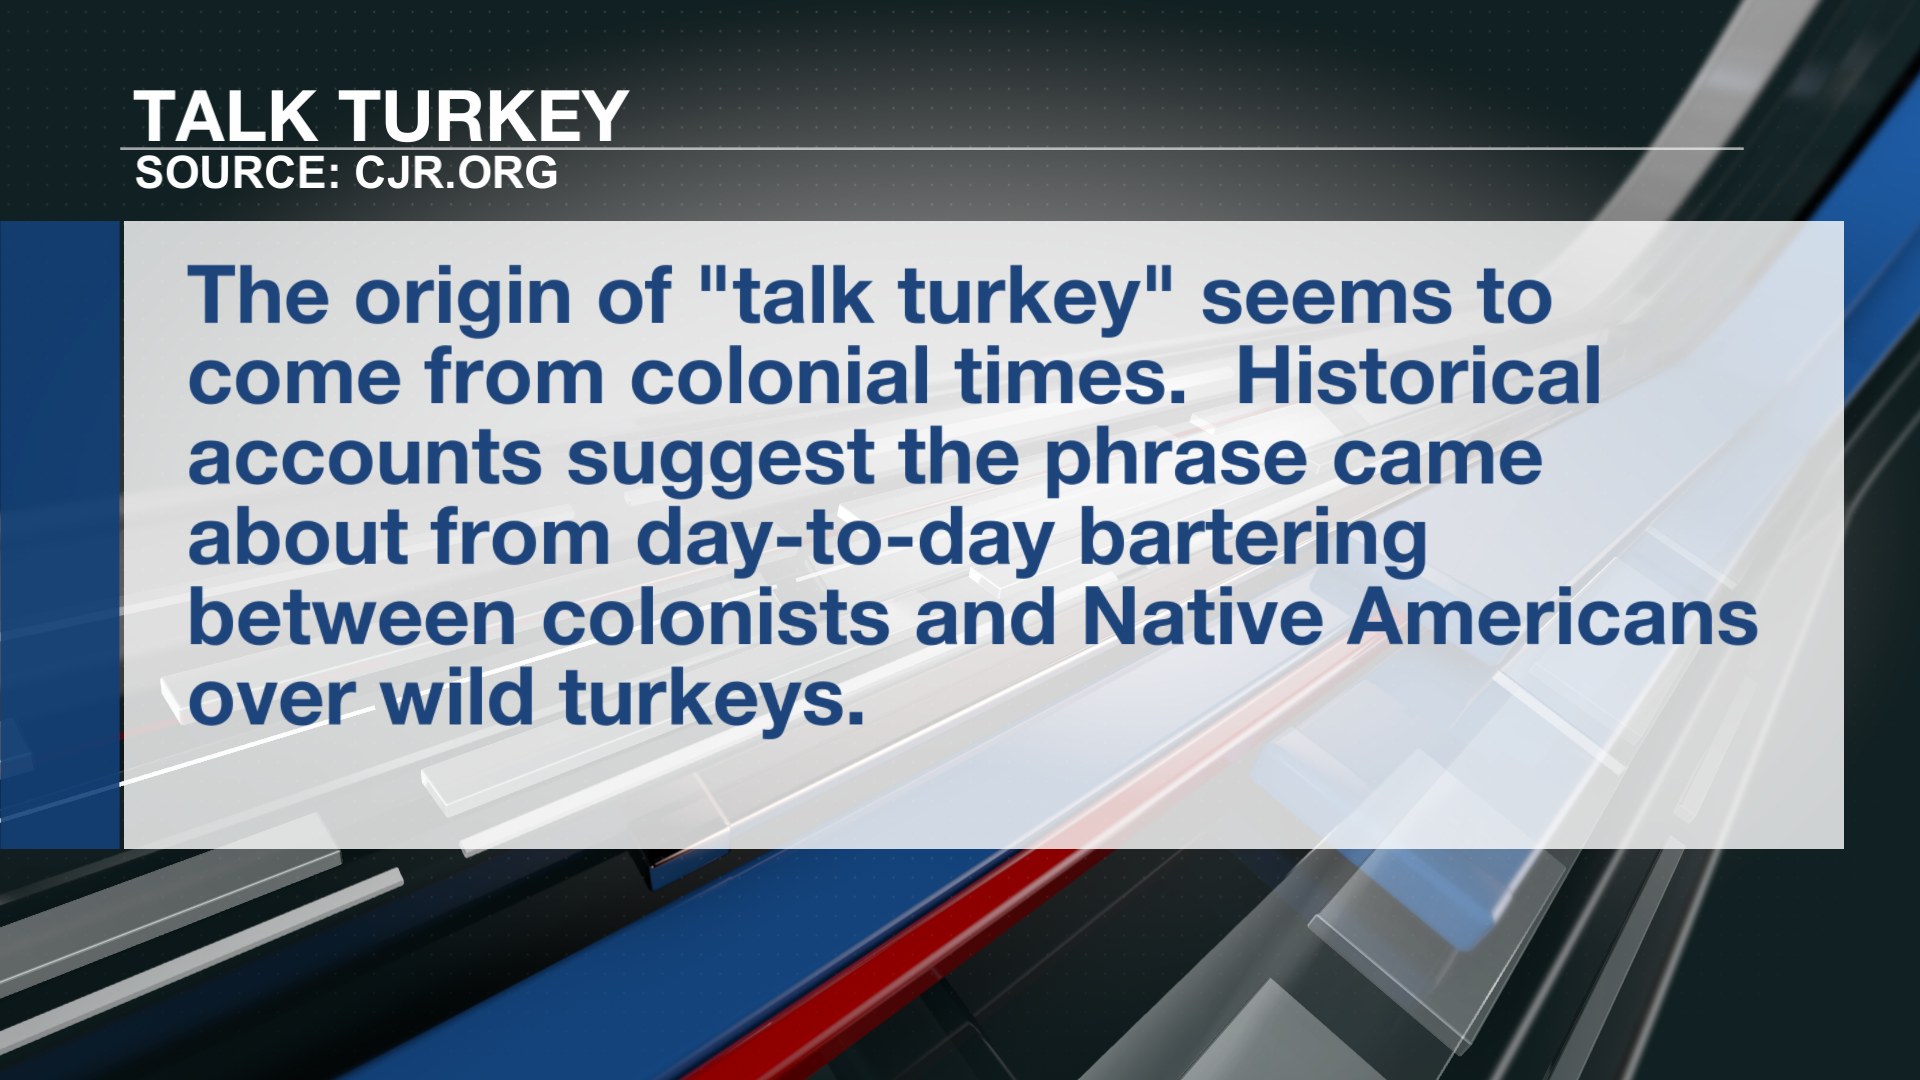 TALK TURKEY
SOURCE: CJR.ORG
The origin of "talk turkey" seems to
come from colonial times.  Historical
accounts suggest the phrase came
about from day-to-day bartering
between colonists and Native Americans
over wild turkeys.